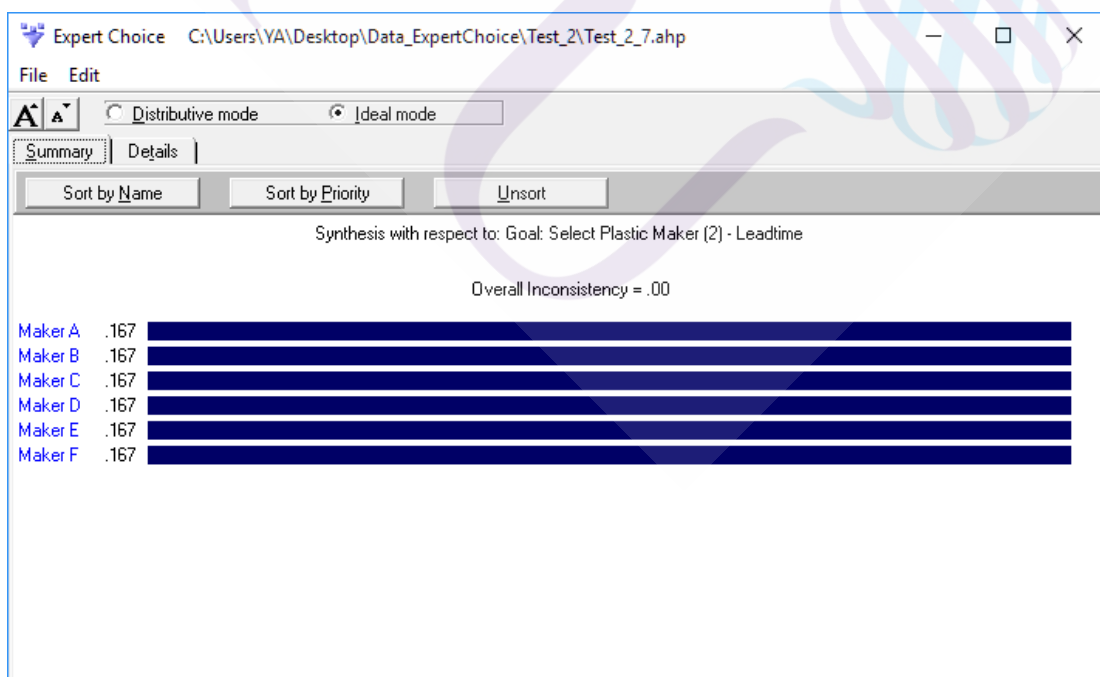 Expert Choice C:\Users\YA\Desktop\Data_ExpertChoice\Test_2\Test_2_7.ahp
File Edit
A A Distributive mode Ideal mode
Summary Details
Sort by Name Sort by Priority Unsort
Synthesis with respect to: Goal: Select Plastic Maker (2) - Leadtime
Overall Inconsistency = .00
Maker A .167
Maker B .167
Maker C .167
Maker D .167
Maker E .167
Maker F .167